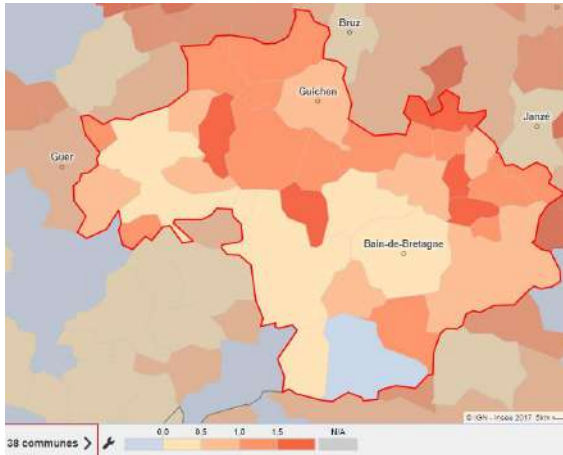 Bruz
Guichen
Janzé
Guer
Bain-de-Bretagne
© IGN - Insee 2017 5km
38 communes
0.0 0.5 1.0 1.5 N/A